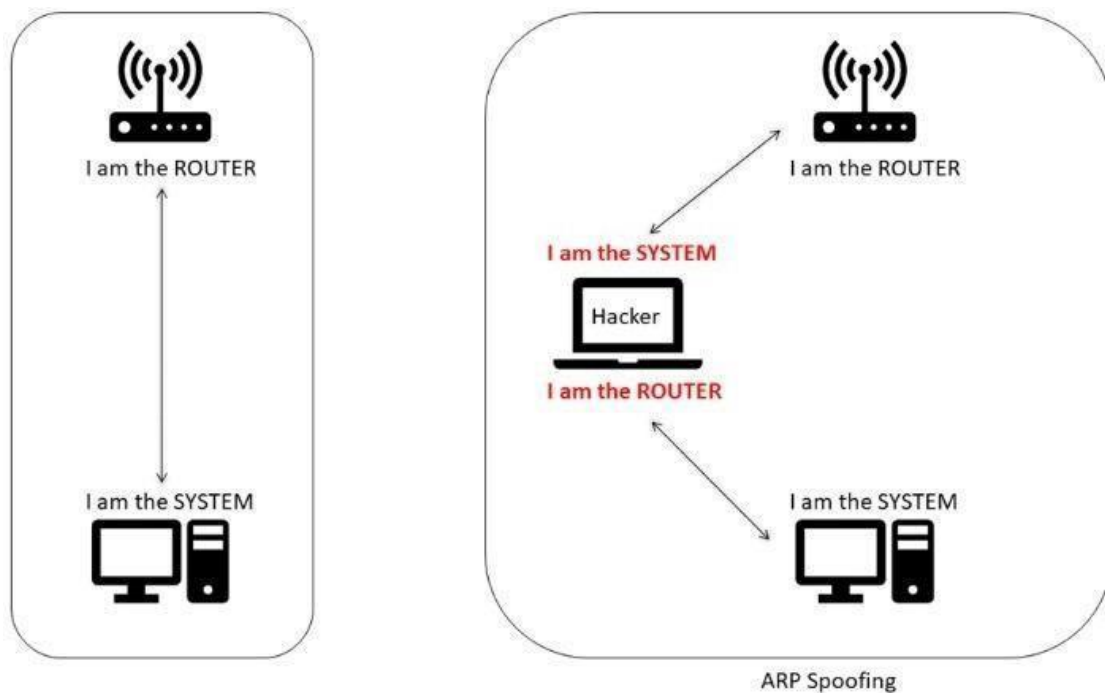 I am the ROUTER
I am the SYSTEM
I am the ROUTER
I am the SYSTEM
Hacker
I am the ROUTER
I am the SYSTEM
ARP Spoofing